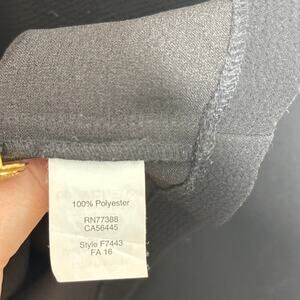 100% Polyester
RN77388
CA56445
Style F7443
FA 16